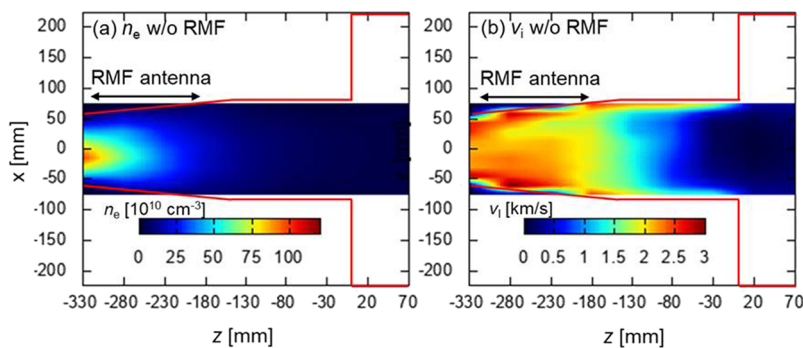 (a) nₑ w/o RMF
RMF antenna
x [mm]
200
150
100
50
0
-50
-100
-150
-200
nₑ [10¹⁰ cm⁻³]
0 25 50 75 100
-330 -280 -180 -130 -80 -30 20 70
z [mm]
(b) vᵢ w/o RMF
RMF antenna
200
150
100
50
0
-50
-100
-150
-200
vᵢ [km/s]
0 0.5 1 1.5 2 2.5 3
-330 -280 -180 -130 -80 -30 20 70
z [mm]